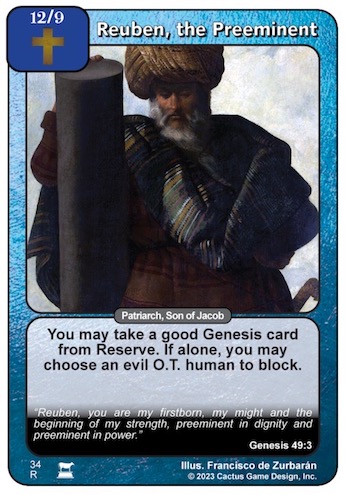 12/9
Reuben, the Preeminent
Patriarch, Son of Jacob
You may take a good Genesis card
from Reserve. If alone, you may
choose an evil O.T. human to block.
"Reuben, you are my firstborn, my might and the
beginning of my strength, preeminent in dignity and
preeminent in power."
Genesis 49:3
34
R
Illus. Francisco de Zurbarán
© 2023 Cactus Game Design, Inc.